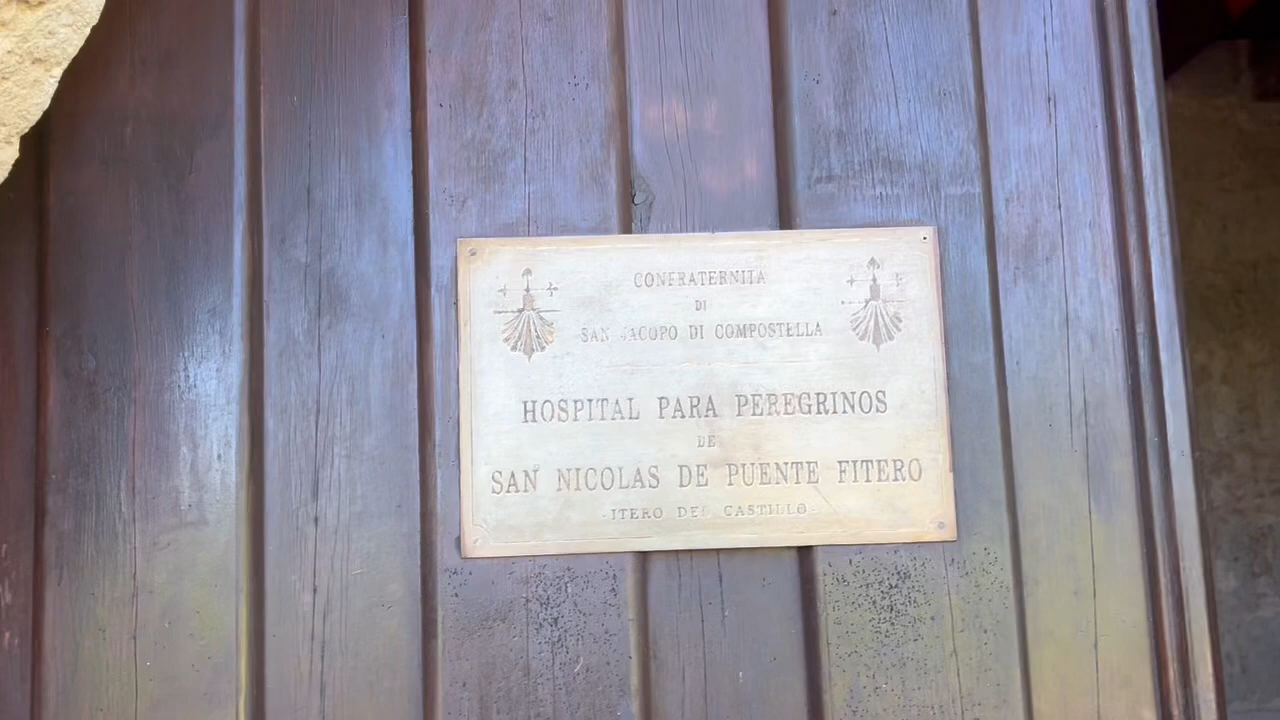 CONFRATERNITA
DI
SAN JACOPO DI COMPOSTELLA
HOSPITAL PARA PEREGRINOS
DE
SAN NICOLAS DE PUENTE FITERO
-ITERO DEL CASTILLO-